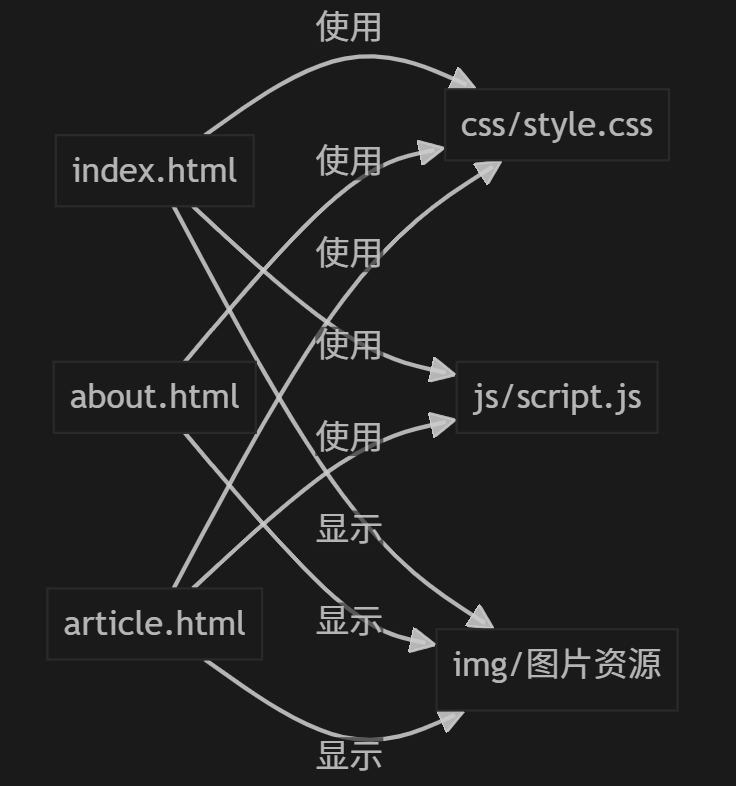 使用
css/style.css
index.html
使用
使用
使用
about.html
js/script.js
使用
显示
article.html
显示
img/图片资源
显示